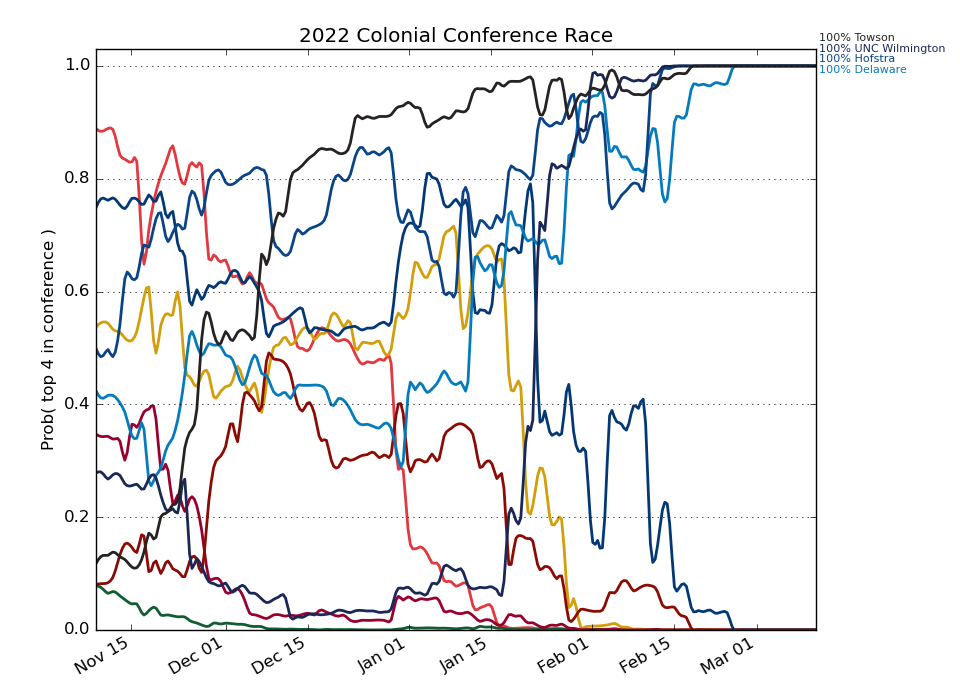 2022 Colonial Conference Race
100% Towson
100% UNC Wilmington
100% Hofstra
100% Delaware
Prob( top 4 in conference )
1.0
0.8
0.6
0.4
0.2
0.0
Nov 15
Dec 01
Dec 15
Jan 01
Jan 15
Feb 01
Feb 15
Mar 01